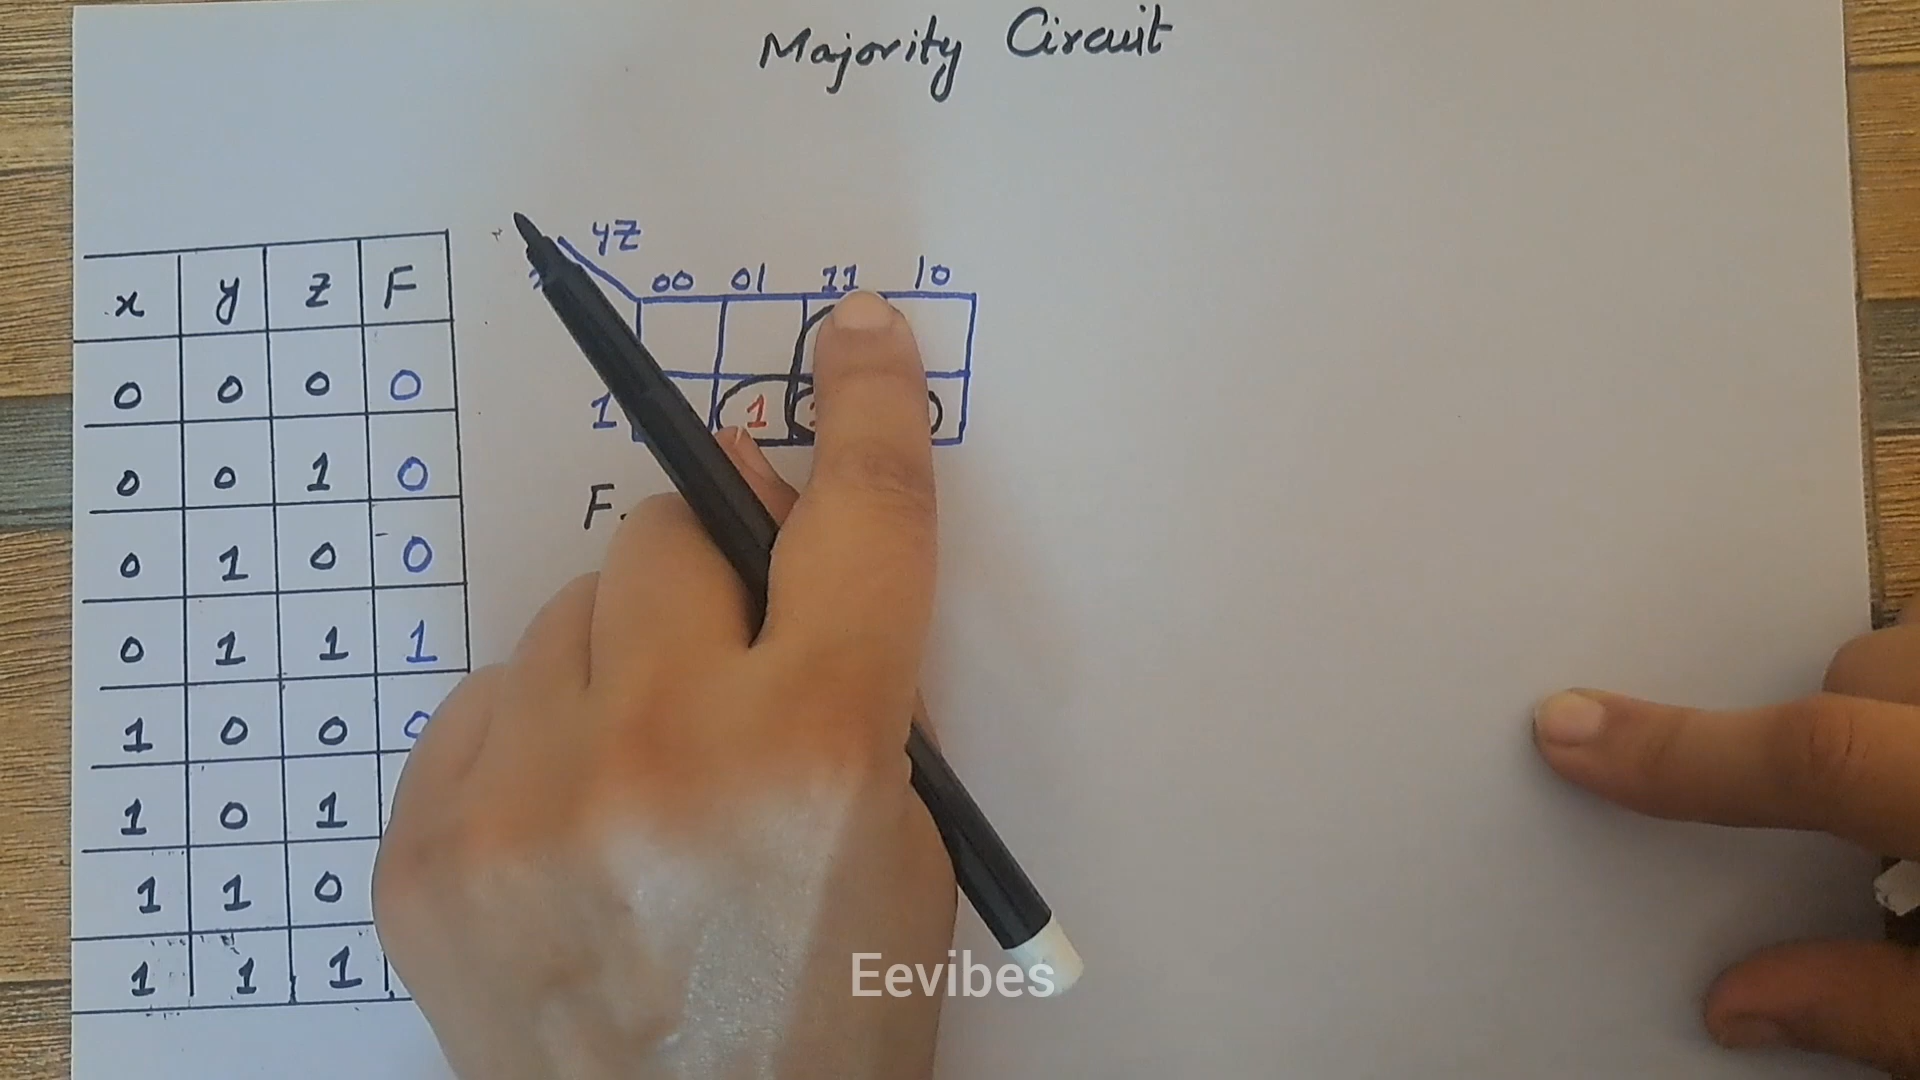 Majority Circuit
x y z F
0 0 0 0
0 0 1 0
0 1 0 0
0 1 1 1
1 0 0 0
1 0 1
1 1 0
1 1 1
yz
00 01 11 10
1 1
F
Eevibes